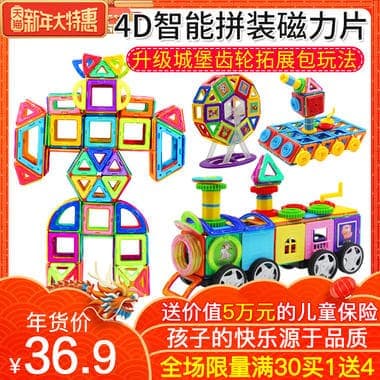 天猫 新年大特惠
4D智能拼装磁力片
升级城堡齿轮拓展包玩法
年货价
¥36.9
送价值5万元的儿童保险
孩子的快乐源于品质
全场限量满30买1送4